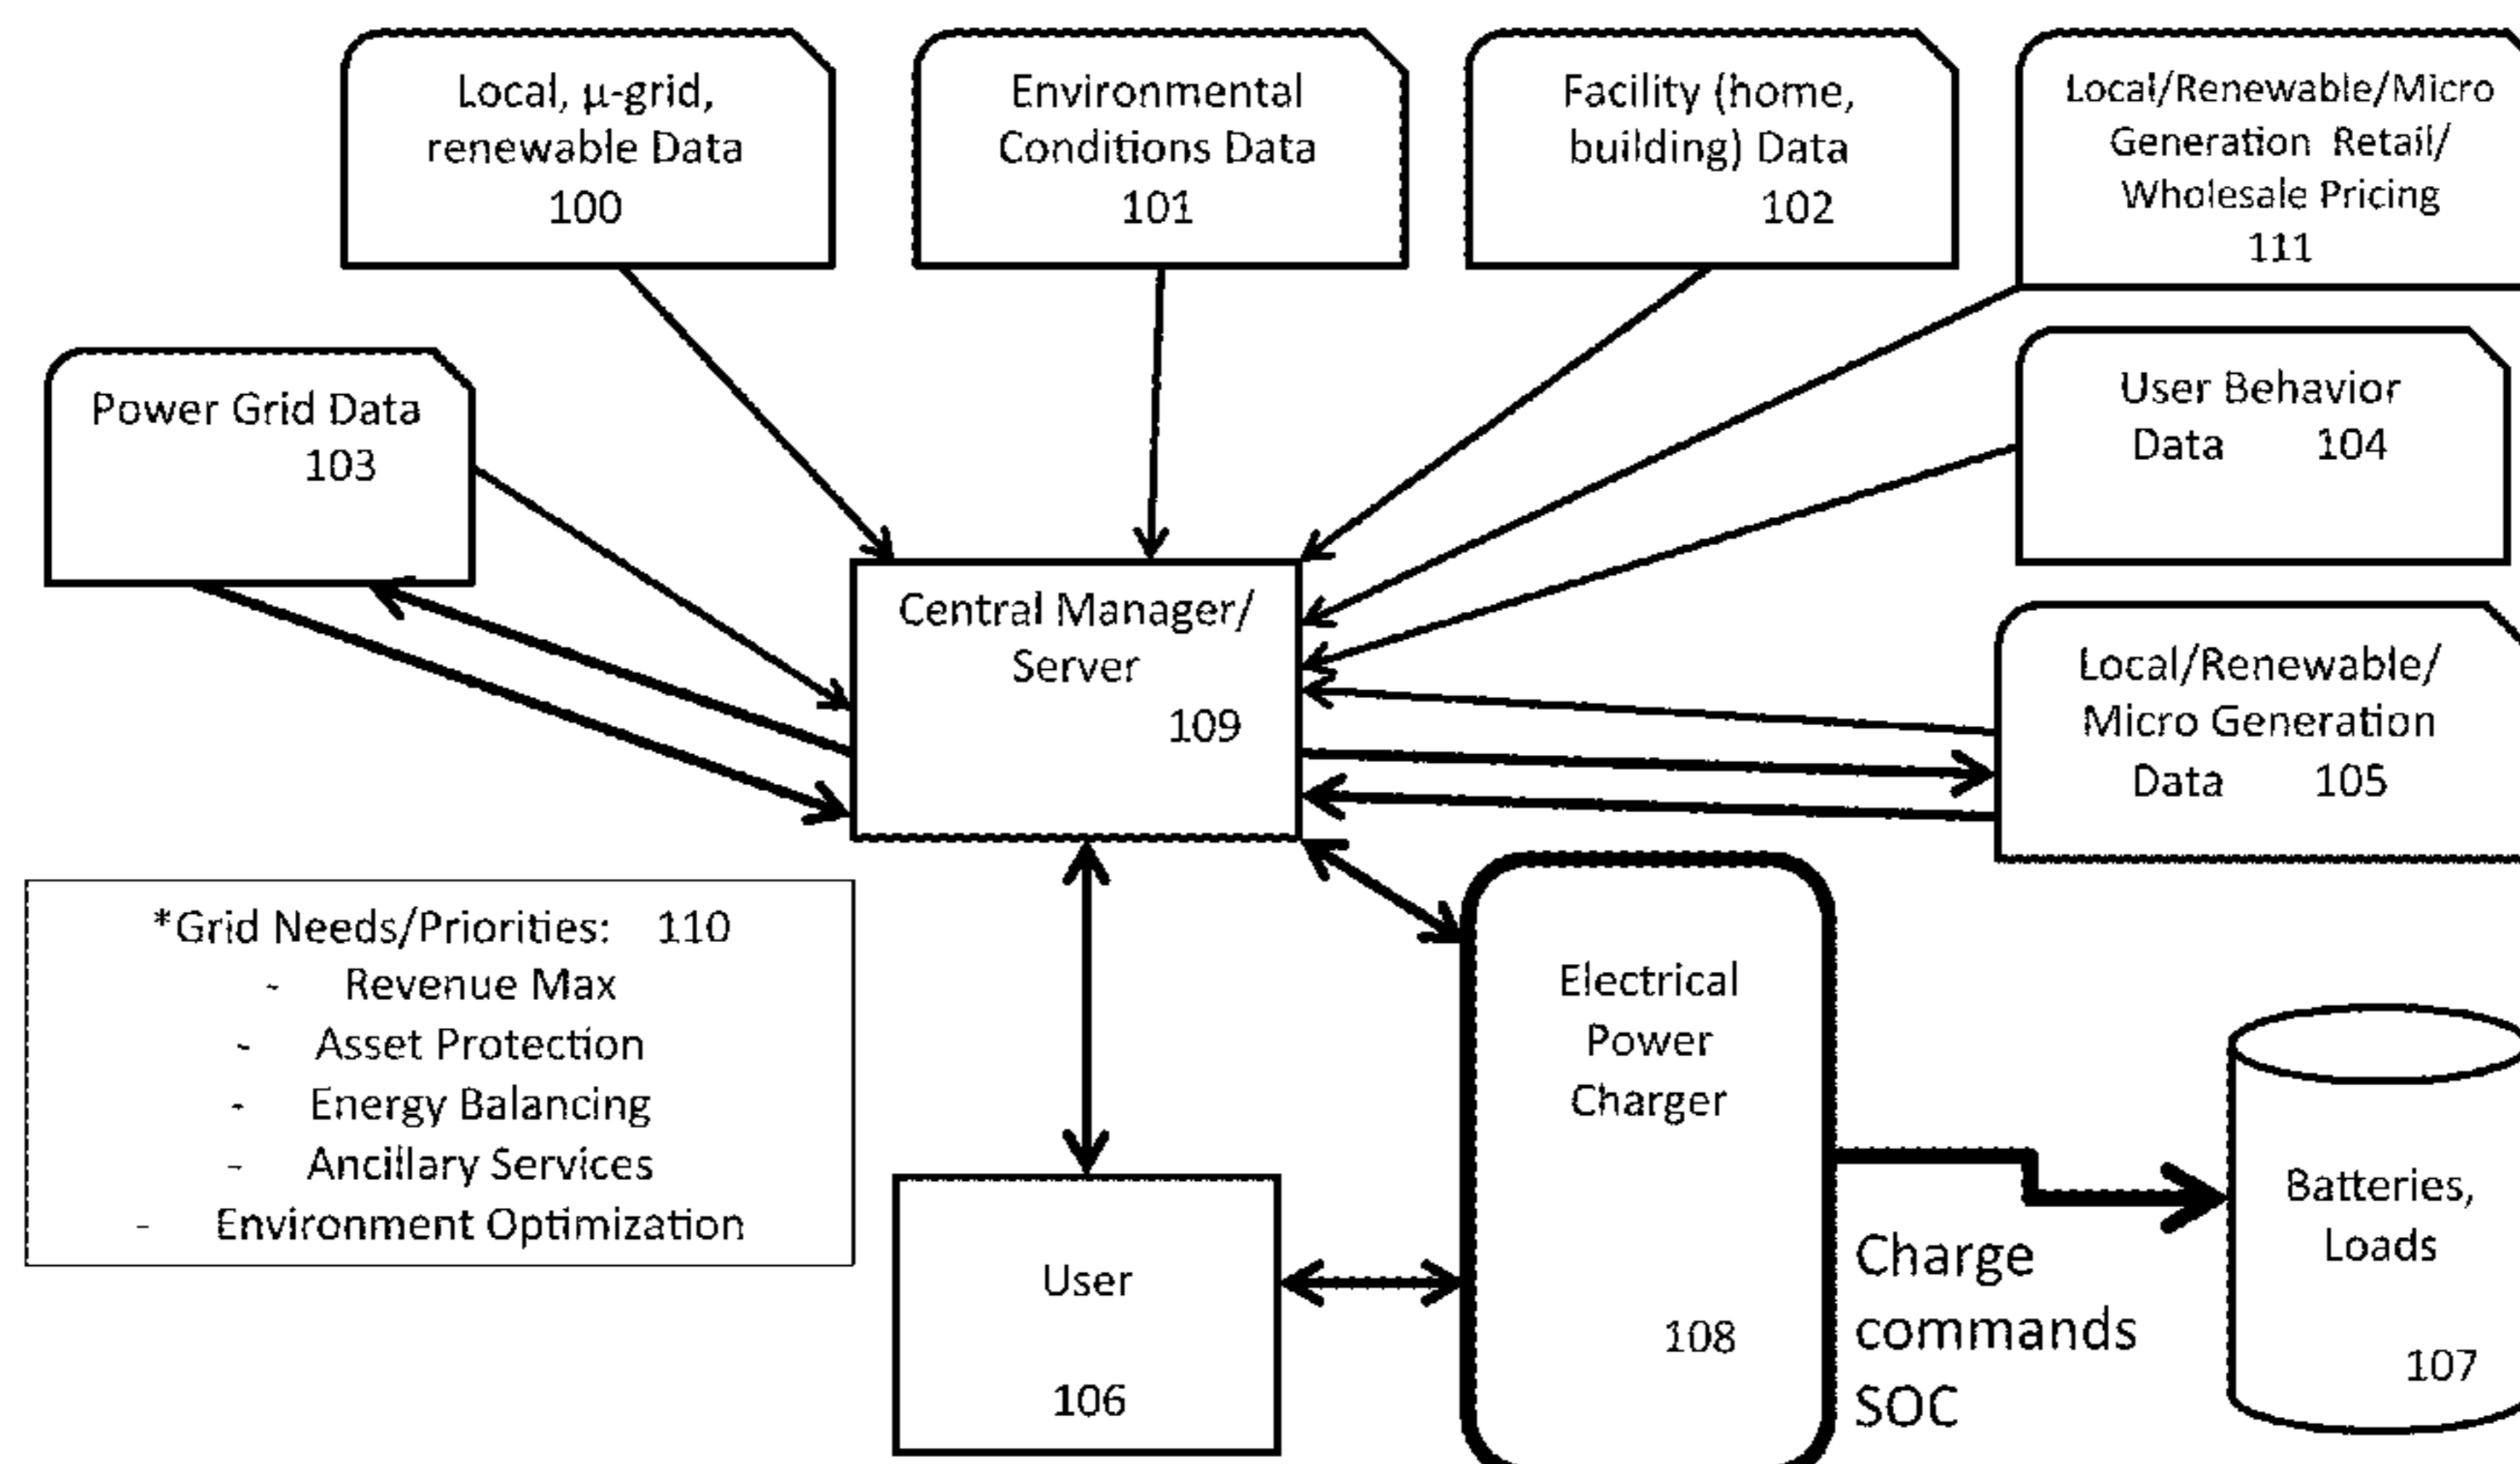 Local, μ-grid,
renewable Data
100
Environmental
Conditions Data
101
Facility (home,
building) Data
102
Local/Renewable/Micro
Generation Retail/
Wholesale Pricing
111
Power Grid Data
103
User Behavior
Data 104
Central Manager/
Server
109
Local/Renewable/
Micro Generation
Data 105
*Grid Needs/Priorities: 110
- Revenue Max
- Asset Protection
- Energy Balancing
- Ancillary Services
- Environment Optimization
User
106
Electrical
Power
Charger
108
Charge
commands
SOC
Batteries,
Loads
107